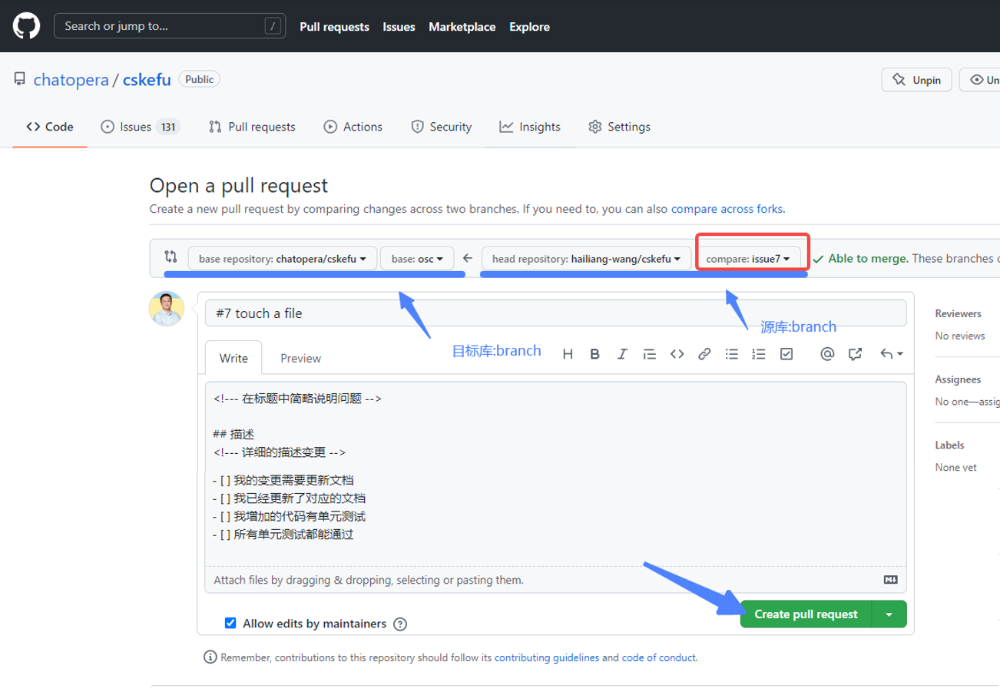 Search or jump to... /
Pull requests Issues Marketplace Explore
chatopera / cskefu Public
Unpin Un
Code Issues 131 Pull requests Actions Security Insights Settings
Open a pull request
Create a new pull request by comparing changes across two branches. If you need to, you can also compare across forks.
base repository: chatopera/cskefu base: osc head repository: hailiang-wang/cskefu compare: issue7 Able to merge. These branches c
#7 touch a file
目标库:branch
源库:branch
Write Preview
H B I
<!--- 在标题中简略说明问题 -->
## 描述
<!--- 详细的描述变更 -->
- [ ] 我的变更需要更新文档
- [ ] 我已经更新了对应的文档
- [ ] 我增加的代码有单元测试
- [ ] 所有单元测试都能通过
Attach files by dragging & dropping, selecting or pasting them.
Allow edits by maintainers
Create pull request
Remember, contributions to this repository should follow its contributing guidelines and code of conduct.
Reviewers
No reviews
Assignees
No one—assig
Labels
None yet